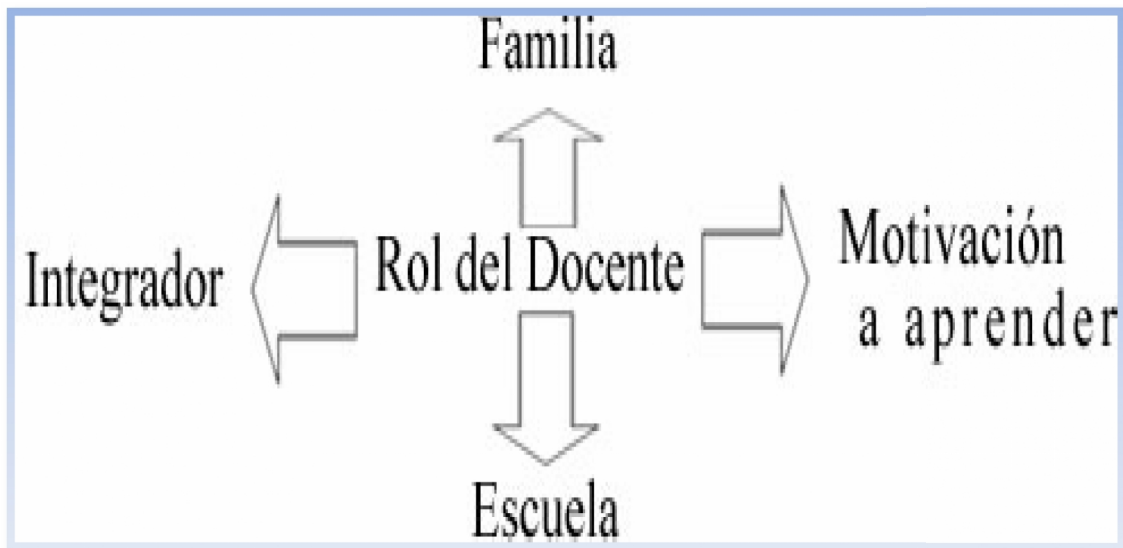 Familia
Integrador
Rol del Docente
Motivación
a aprender
Escuela